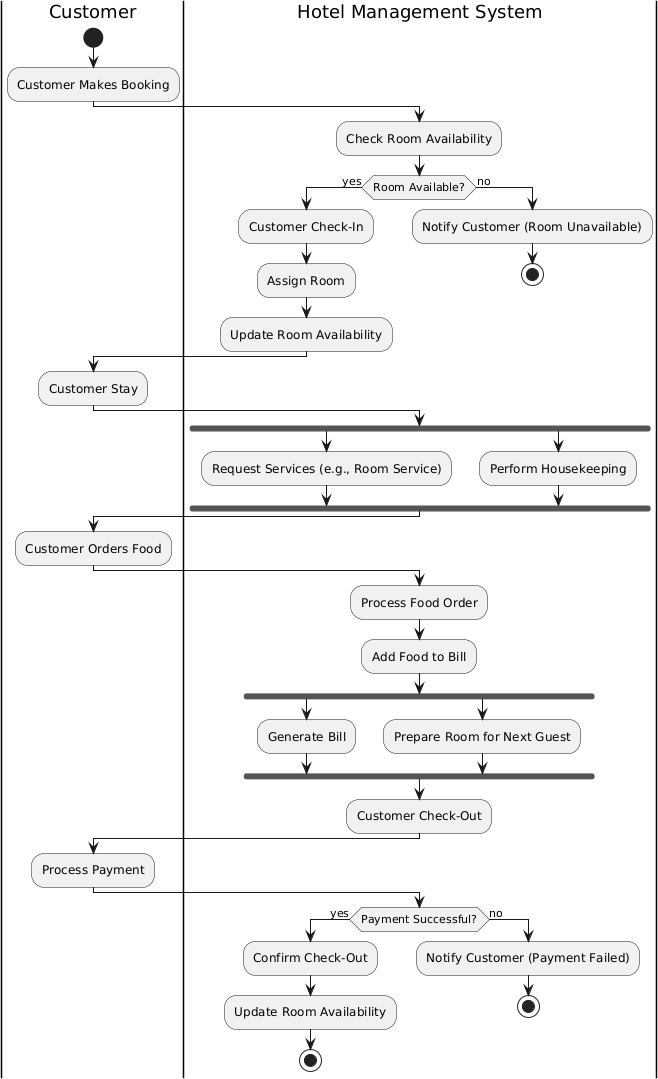 Customer
Hotel Management System
Customer Makes Booking
Check Room Availability
yes
Room Available?
no
Customer Check-In
Notify Customer (Room Unavailable)
Assign Room
Update Room Availability
Customer Stay
Request Services (e.g., Room Service)
Perform Housekeeping
Customer Orders Food
Process Food Order
Add Food to Bill
Generate Bill
Prepare Room for Next Guest
Customer Check-Out
Process Payment
yes
Payment Successful?
no
Confirm Check-Out
Notify Customer (Payment Failed)
Update Room Availability